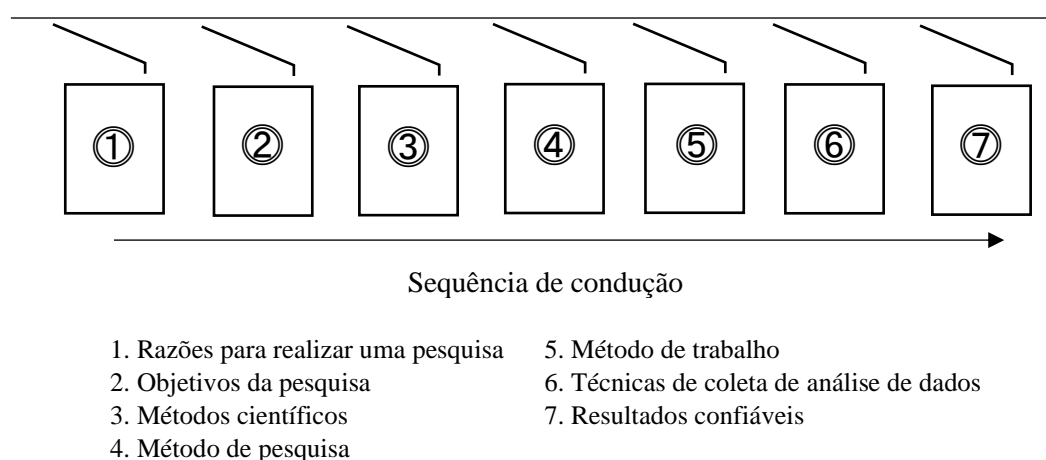 ① ② ③ ④ ⑤ ⑥ ⑦
Sequência de condução
1. Razões para realizar uma pesquisa
2. Objetivos da pesquisa
3. Métodos científicos
4. Método de pesquisa
5. Método de trabalho
6. Técnicas de coleta de análise de dados
7. Resultados confiáveis